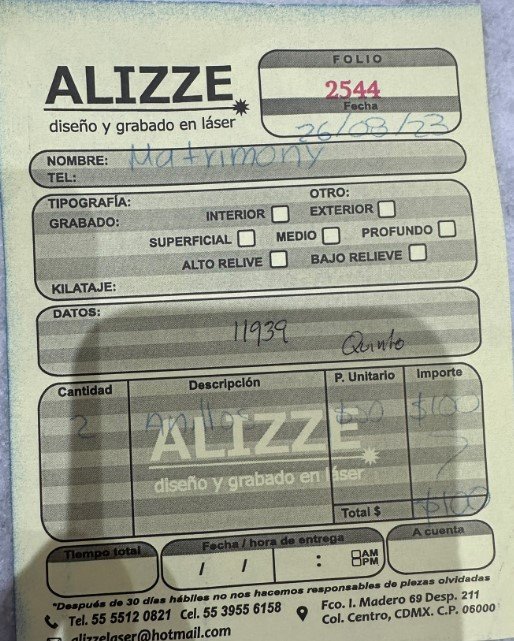 FOLIO
ALIZZE
2544
Fecha
diseño y grabado en láser
26/08/23
NOMBRE: Matrimony
TEL:
TIPOGRAFÍA: OTRO:
GRABADO: INTERIOR EXTERIOR
SUPERFICIAL MEDIO PROFUNDO
ALTO RELIVE BAJO RELIEVE
KILATAJE:
DATOS:
11939 Quinto
Cantidad Descripción P. Unitario Importe
2 Anillos $50 $100
ALIZZE
diseño y grabado en láser
Total $ $100
Tiempo total Fecha / hora de entrega A cuenta
/ / : AM
PM
*Después de 30 días hábiles no nos hacemos responsables de piezas olvidadas
Tel. 55 5512 0821 Cel. 55 3955 6158 Fco. I. Madero 69 Desp. 211
alizzelaser@hotmail.com Col. Centro, CDMX. C.P. 06000